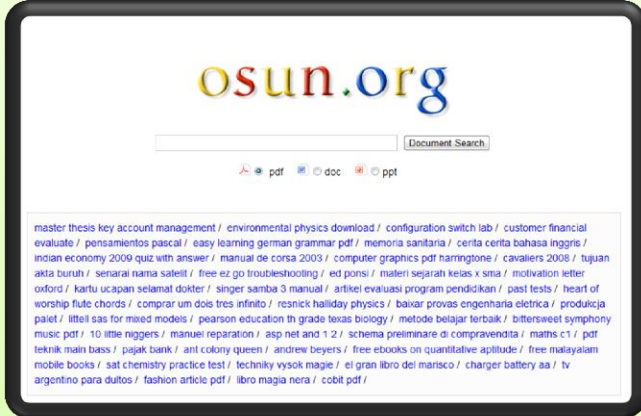 osun.org
Document Search
pdf doc ppt
master thesis key account management / environmental physics download / configuration switch lab / customer financial
evaluate / pensamientos pascal / easy learning german grammar pdf / memoria sanitaria / cerita cerita bahasa inggris /
indian economy 2009 quiz with answer / manual de corsa 2003 / computer graphics pdf harringtone / cavaliers 2008 / tujuan
akta buruh / senarai nama satelit / free ez go troubleshooting / ed ponsi / materi sejarah kelas x sma / motivation letter
oxford / kartu ucapan selamat dokter / singer samba 3 manual / artikel evaluasi program pendidikan / past tests / heart of
worship flute chords / comprar um dois tres infinito / resnick halliday physics / baixar provas engenharia eletrica / produkcja
palet / littell sas for mixed models / pearson education th grade texas biology / metode belajar terbaik / bittersweet symphony
music pdf / 10 little niggers / manuel reparation / asp net and 1 2 / schema preliminare di compravendita / maths c1 / pdf
teknik main bass / pajak bank / ant colony queen / andrew beyers / free ebooks on quantitative aptitude / free malayalam
mobile books / sat chemistry practice test / techniky vysok magie / el gran libro del marisco / charger battery aa / tv
argentino para dultos / fashion article pdf / libro magia nera / cobit pdf /